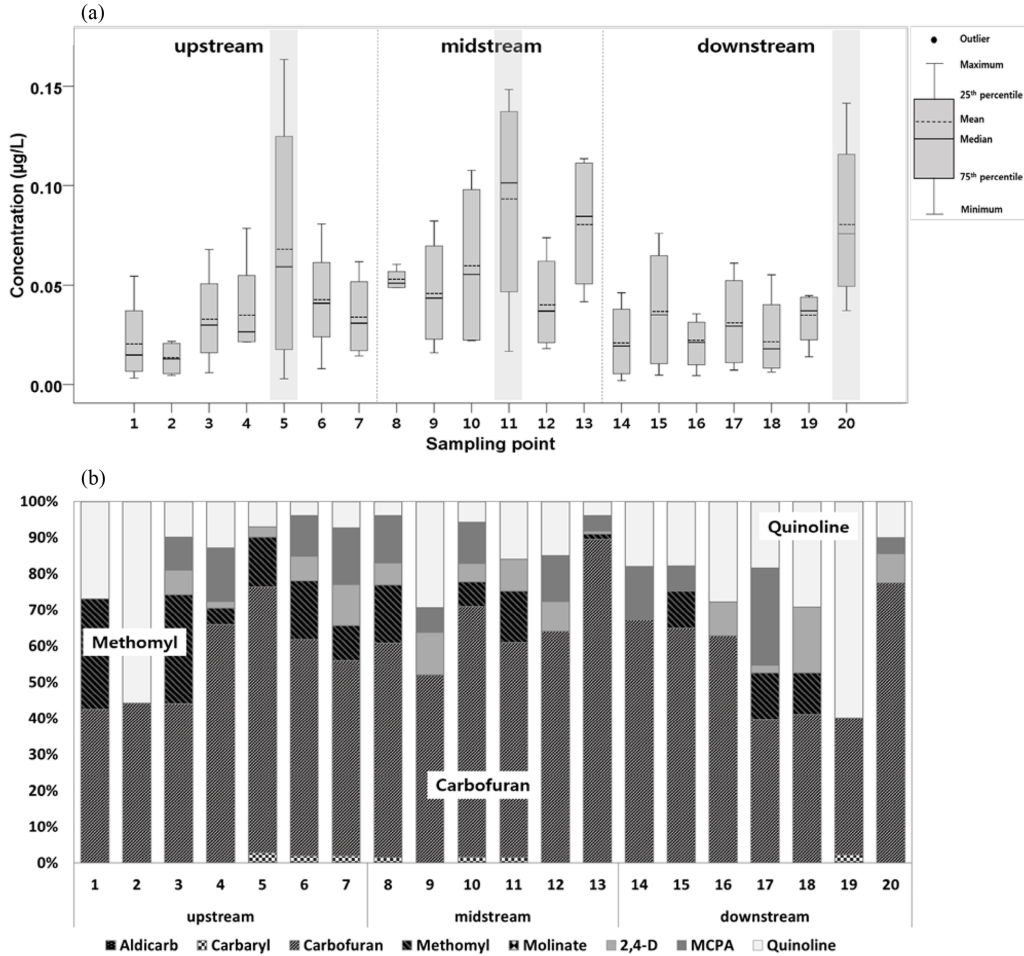 (a)
upstream midstream downstream
Outlier
Maximum
25th percentile
Mean
Median
75th percentile
Minimum
Concentration (µg/L)
0.15
0.10
0.05
0.00
1 2 3 4 5 6 7 8 9 10 11 12 13 14 15 16 17 18 19 20
Sampling point
(b)
100%
90%
80%
70%
60%
50%
40%
30%
20%
10%
0%
Quinoline
Methomyl
Carbofuran
1 2 3 4 5 6 7 8 9 10 11 12 13 14 15 16 17 18 19 20
upstream midstream downstream
Aldicarb Carbaryl Carbofuran Methomyl Molinate 2,4-D MCPA Quinoline